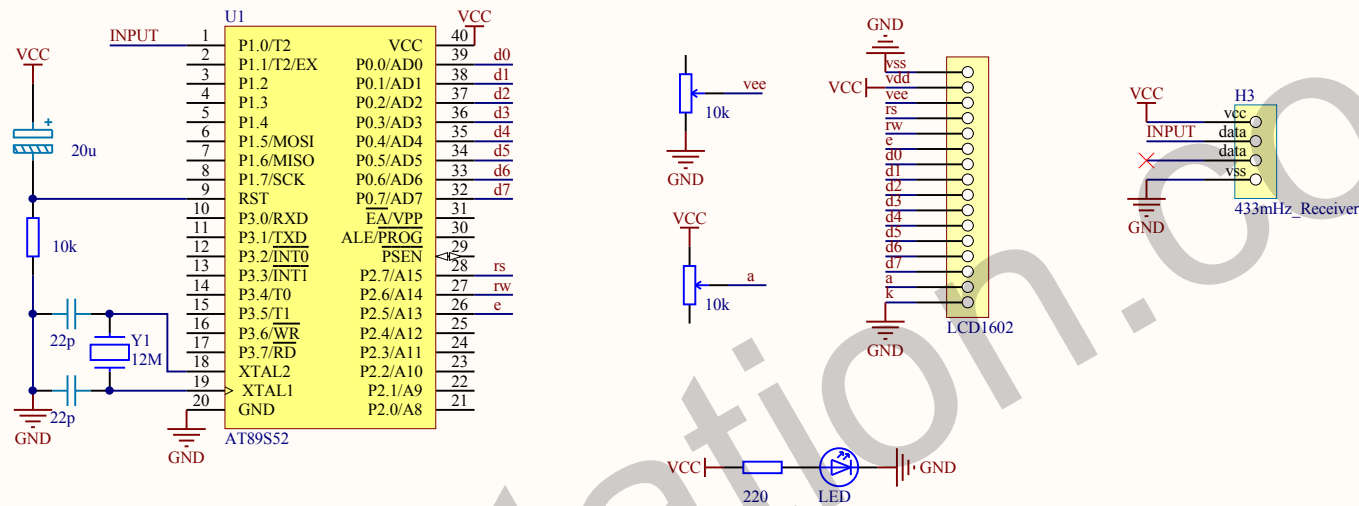 U1
INPUT
1 P1.0/T2 VCC 40 VCC
2 P1.1/T2/EX P0.0/AD0 39 d0
3 P1.2 P0.1/AD1 38 d1
4 P1.3 P0.2/AD2 37 d2
5 P1.4 P0.3/AD3 36 d3
6 P1.5/MOSI P0.4/AD4 35 d4
7 P1.6/MISO P0.5/AD5 34 d5
8 P1.7/SCK P0.6/AD6 33 d6
9 RST P0.7/AD7 32 d7
10 P3.0/RXD EA/VPP 31
11 P3.1/TXD ALE/PROG 30
12 P3.2/INT0 PSEN 29
13 P3.3/INT1 P2.7/A15 28 rs
14 P3.4/T0 P2.6/A14 27 rw
15 P3.5/T1 P2.5/A13 26 e
16 P3.6/WR P2.4/A12 25
17 P3.7/RD P2.3/A11 24
18 XTAL2 P2.2/A10 23
19 XTAL1 P2.1/A9 22
20 GND P2.0/A8 21
GND
AT89S52
VCC
+
20u
10k
22p
Y1
12M
22p
GND
vee
10k
GND
VCC
a
10k
GND
vss
VCC vdd
vee
rs
rw
e
d0
d1
d2
d3
d4
d5
d6
d7
a
k
GND
LCD1602
H3
VCC vcc
INPUT data
data
vss
GND
433mHz_Receiver
VCC
220
LED
GND
ation.co